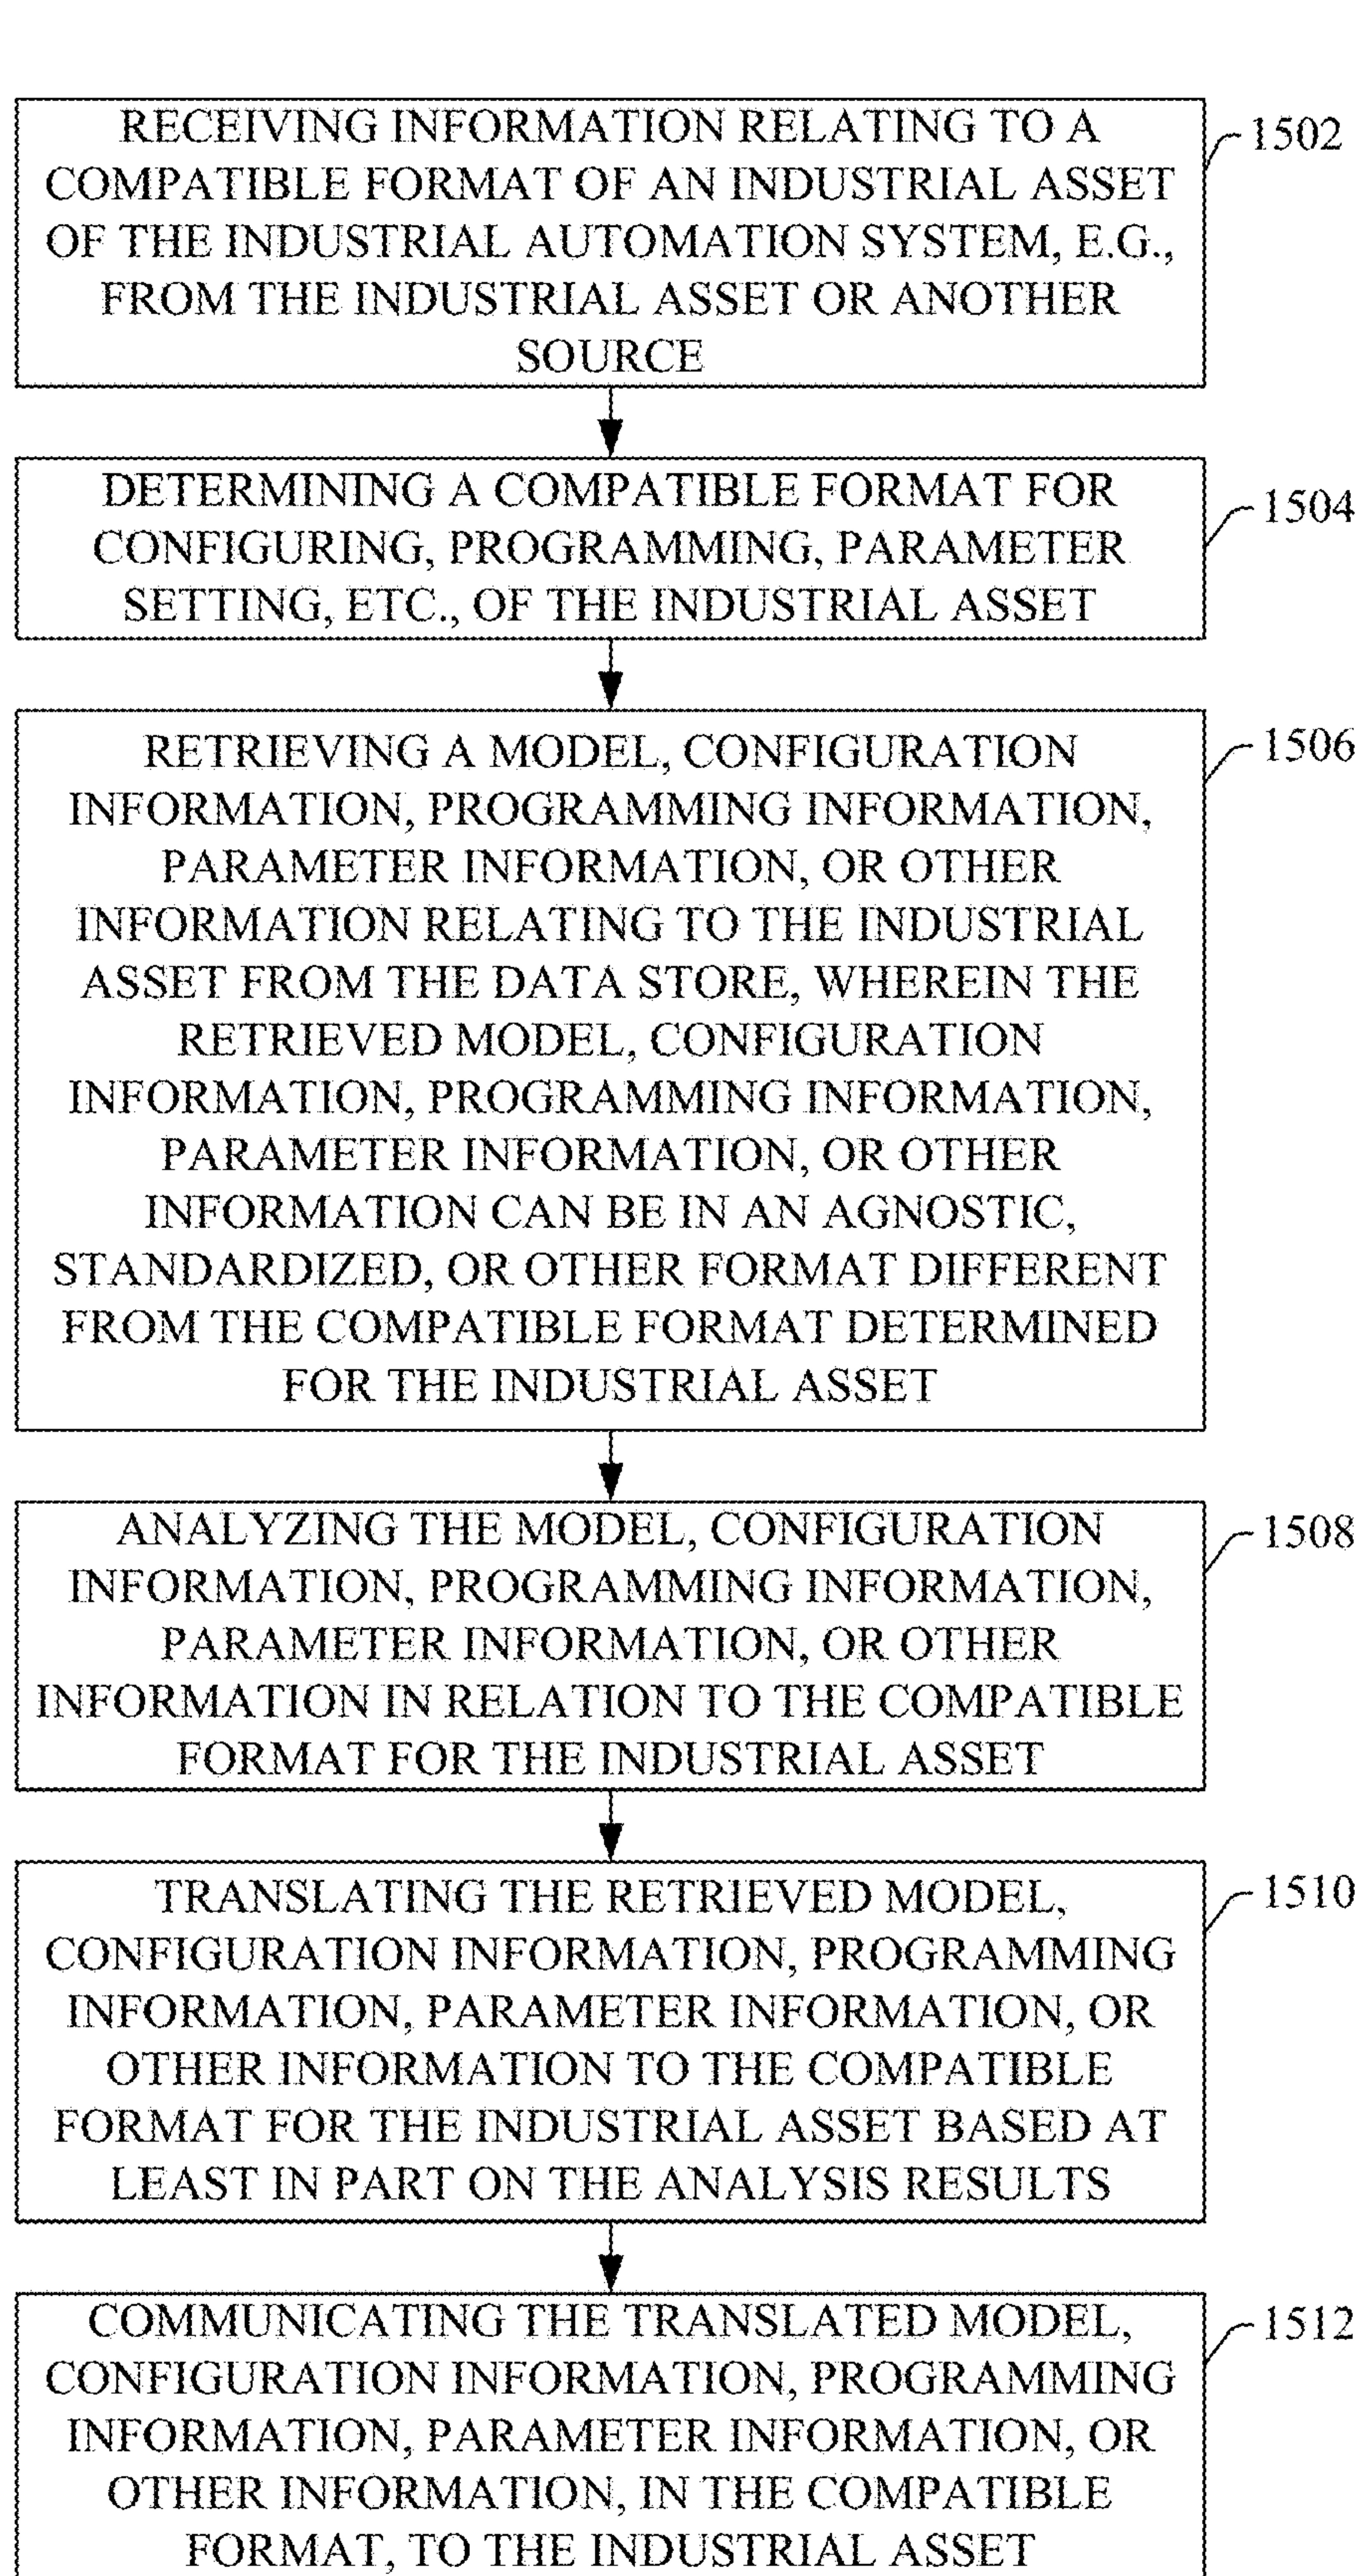 RECEIVING INFORMATION RELATING TO A
COMPATIBLE FORMAT OF AN INDUSTRIAL ASSET
OF THE INDUSTRIAL AUTOMATION SYSTEM, E.G.,
FROM THE INDUSTRIAL ASSET OR ANOTHER
SOURCE
1502
DETERMINING A COMPATIBLE FORMAT FOR
CONFIGURING, PROGRAMMING, PARAMETER
SETTING, ETC., OF THE INDUSTRIAL ASSET
1504
RETRIEVING A MODEL, CONFIGURATION
INFORMATION, PROGRAMMING INFORMATION,
PARAMETER INFORMATION, OR OTHER
INFORMATION RELATING TO THE INDUSTRIAL
ASSET FROM THE DATA STORE, WHEREIN THE
RETRIEVED MODEL, CONFIGURATION
INFORMATION, PROGRAMMING INFORMATION,
PARAMETER INFORMATION, OR OTHER
INFORMATION CAN BE IN AN AGNOSTIC,
STANDARDIZED, OR OTHER FORMAT DIFFERENT
FROM THE COMPATIBLE FORMAT DETERMINED
FOR THE INDUSTRIAL ASSET
1506
ANALYZING THE MODEL, CONFIGURATION
INFORMATION, PROGRAMMING INFORMATION,
PARAMETER INFORMATION, OR OTHER
INFORMATION IN RELATION TO THE COMPATIBLE
FORMAT FOR THE INDUSTRIAL ASSET
1508
TRANSLATING THE RETRIEVED MODEL,
CONFIGURATION INFORMATION, PROGRAMMING
INFORMATION, PARAMETER INFORMATION, OR
OTHER INFORMATION TO THE COMPATIBLE
FORMAT FOR THE INDUSTRIAL ASSET BASED AT
LEAST IN PART ON THE ANALYSIS RESULTS
1510
COMMUNICATING THE TRANSLATED MODEL,
CONFIGURATION INFORMATION, PROGRAMMING
INFORMATION, PARAMETER INFORMATION, OR
OTHER INFORMATION, IN THE COMPATIBLE
FORMAT, TO THE INDUSTRIAL ASSET
1512